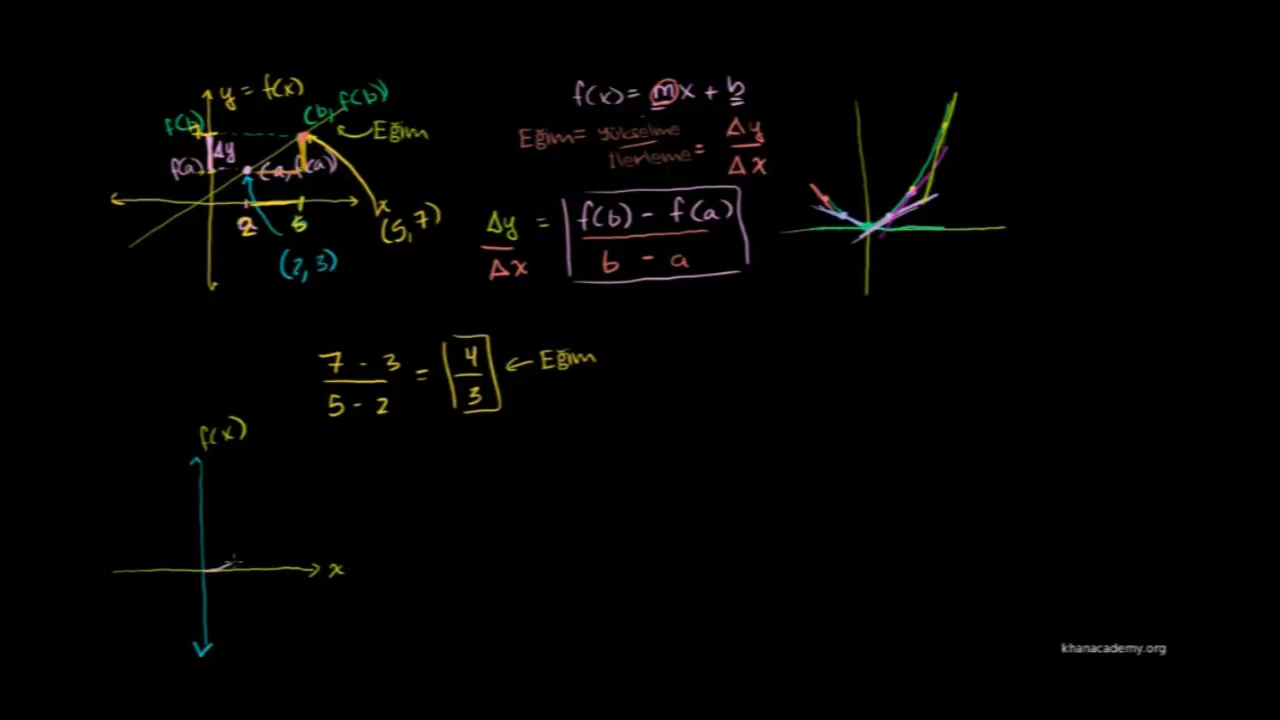 y = f(x)
(b, f(b))
f(b)
7
Eğim
Δy
f(a)
(a, f(a))
x
2
5
(5, 7)
(2, 3)
f(x) = mx + b
Eğim = yükselme / ilerleme = Δy / Δx
Δy / Δx = f(b) - f(a) / b - a
7 - 3 / 5 - 2 = 4 / 3 ← Eğim
f(x)
x
khanacademy.org